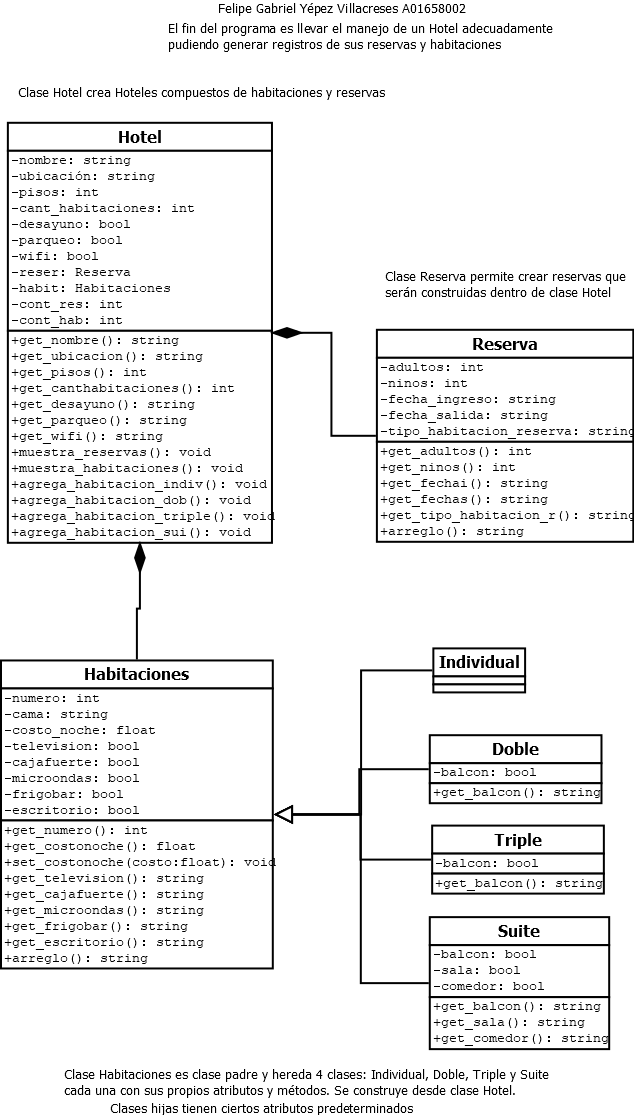 Felipe Gabriel Yépez Villacreses A01658002
El fin del programa es llevar el manejo de un Hotel adecuadamente
pudiendo generar registros de sus reservas y habitaciones
Clase Hotel crea Hoteles compuestos de habitaciones y reservas
Hotel
-nombre: string
-ubicación: string
-pisos: int
-cant_habitaciones: int
-desayuno: bool
-parqueo: bool
-wifi: bool
-reser: Reserva
-habit: Habitaciones
-cont_res: int
-cont_hab: int
+get_nombre(): string
+get_ubicacion(): string
+get_pisos(): int
+get_canthabitaciones(): int
+get_desayuno(): string
+get_parqueo(): string
+get_wifi(): string
+muestra_reservas(): void
+muestra_habitaciones(): void
+agrega_habitacion_indiv(): void
+agrega_habitacion_dob(): void
+agrega_habitacion_triple(): void
+agrega_habitacion_sui(): void
Clase Reserva permite crear reservas que
serán construidas dentro de clase Hotel
Reserva
-adultos: int
-ninos: int
-fecha_ingreso: string
-fecha_salida: string
-tipo_habitacion_reserva: string
+get_adultos(): int
+get_ninos(): int
+get_fechai(): string
+get_fechas(): string
+get_tipo_habitacion_r(): string
+arreglo(): string
Habitaciones
-numero: int
-cama: string
-costo_noche: float
-television: bool
-cajafuerte: bool
-microondas: bool
-frigobar: bool
-escritorio: bool
+get_numero(): int
+get_costonoche(): float
+set_costonoche(costo:float): void
+get_television(): string
+get_cajafuerte(): string
+get_microondas(): string
+get_frigobar(): string
+get_escritorio(): string
+arreglo(): string
Individual
Doble
-balcon: bool
+get_balcon(): string
Triple
-balcon: bool
+get_balcon(): string
Suite
-balcon: bool
-sala: bool
-comedor: bool
+get_balcon(): string
+get_sala(): string
+get_comedor(): string
Clase Habitaciones es clase padre y hereda 4 clases: Individual, Doble, Triple y Suite
cada una con sus propios atributos y métodos. Se construye desde clase Hotel.
Clases hijas tienen ciertos atributos predeterminados